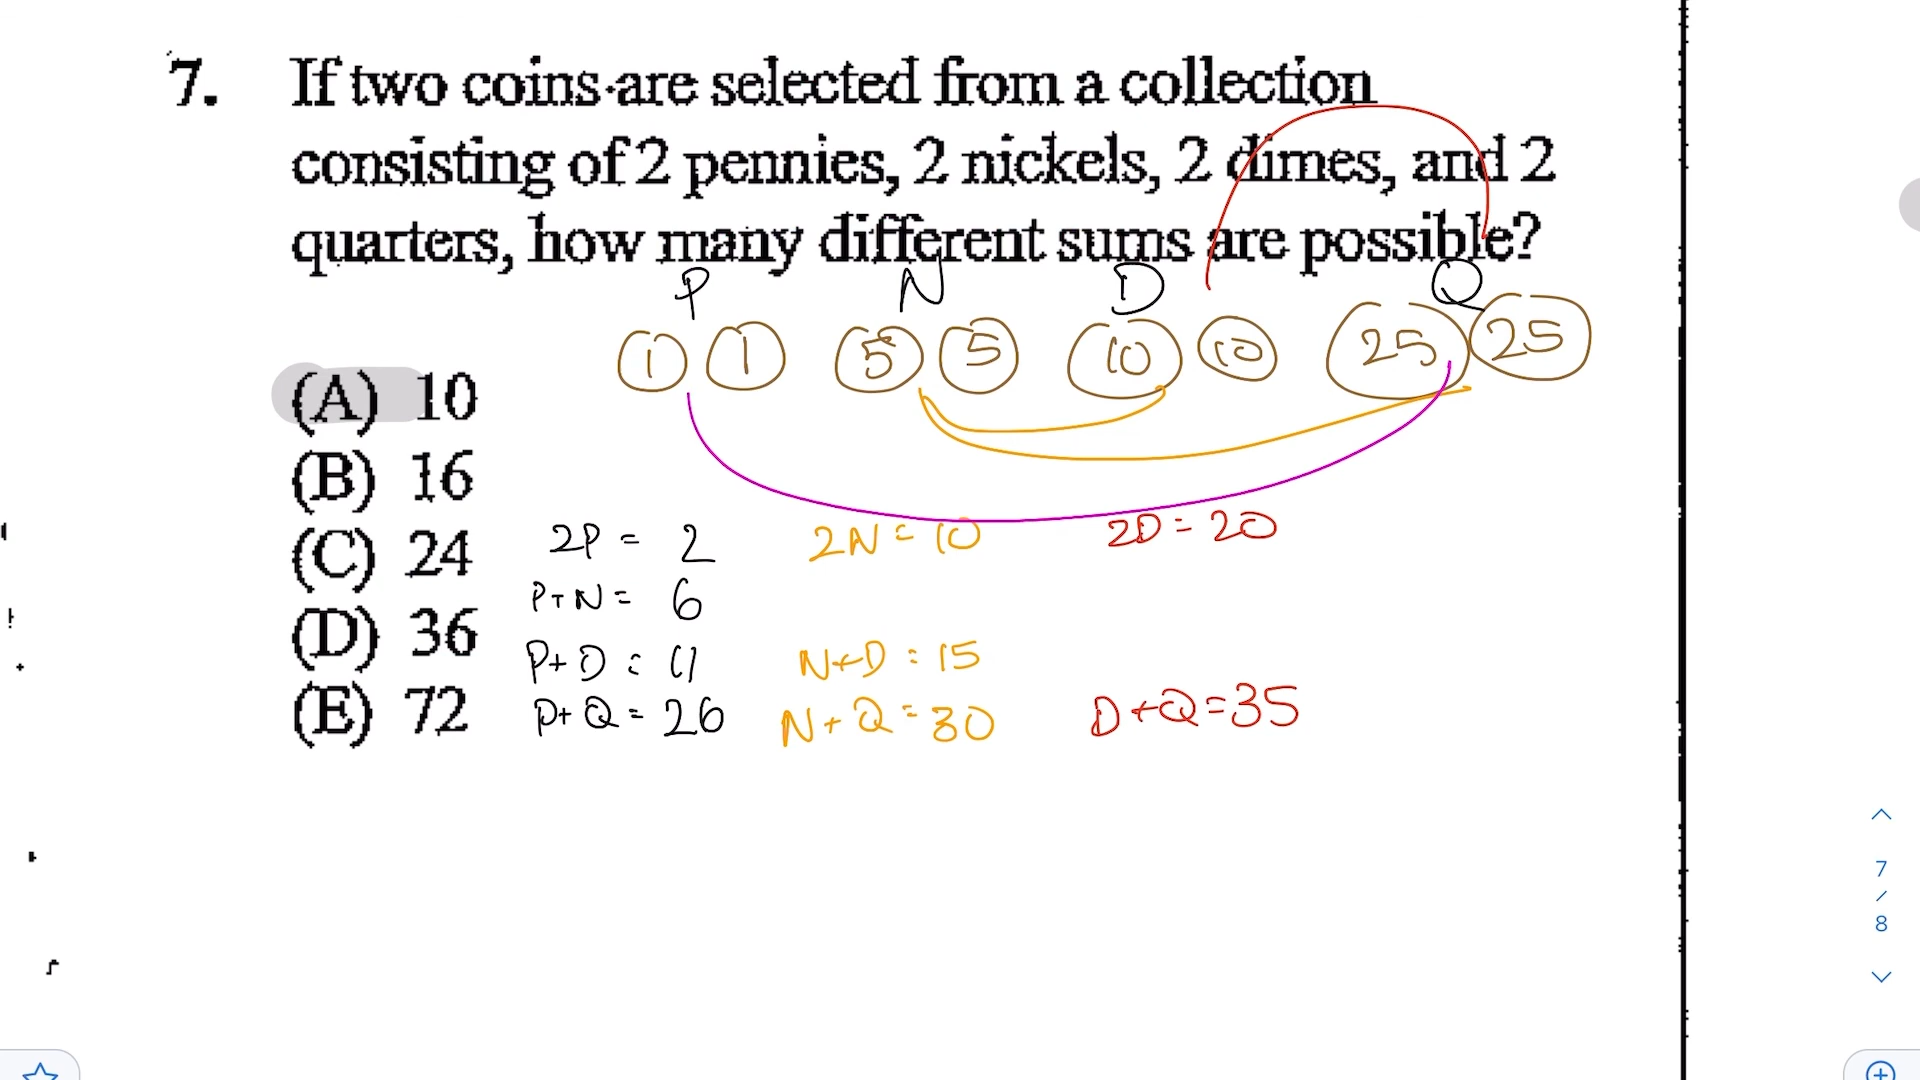 7. If two coins are selected from a collection
consisting of 2 pennies, 2 nickels, 2 dimes, and 2
quarters, how many different sums are possible?
P N D Q
1 1 5 5 10 10 25 25
(A) 10
(B) 16
(C) 24
(D) 36
(E) 72
2P = 2
P+N = 6
P+D = 11
P+Q = 26
2N = 10
N+D = 15
N+Q = 30
2D = 20
D+Q = 35
7
/
8